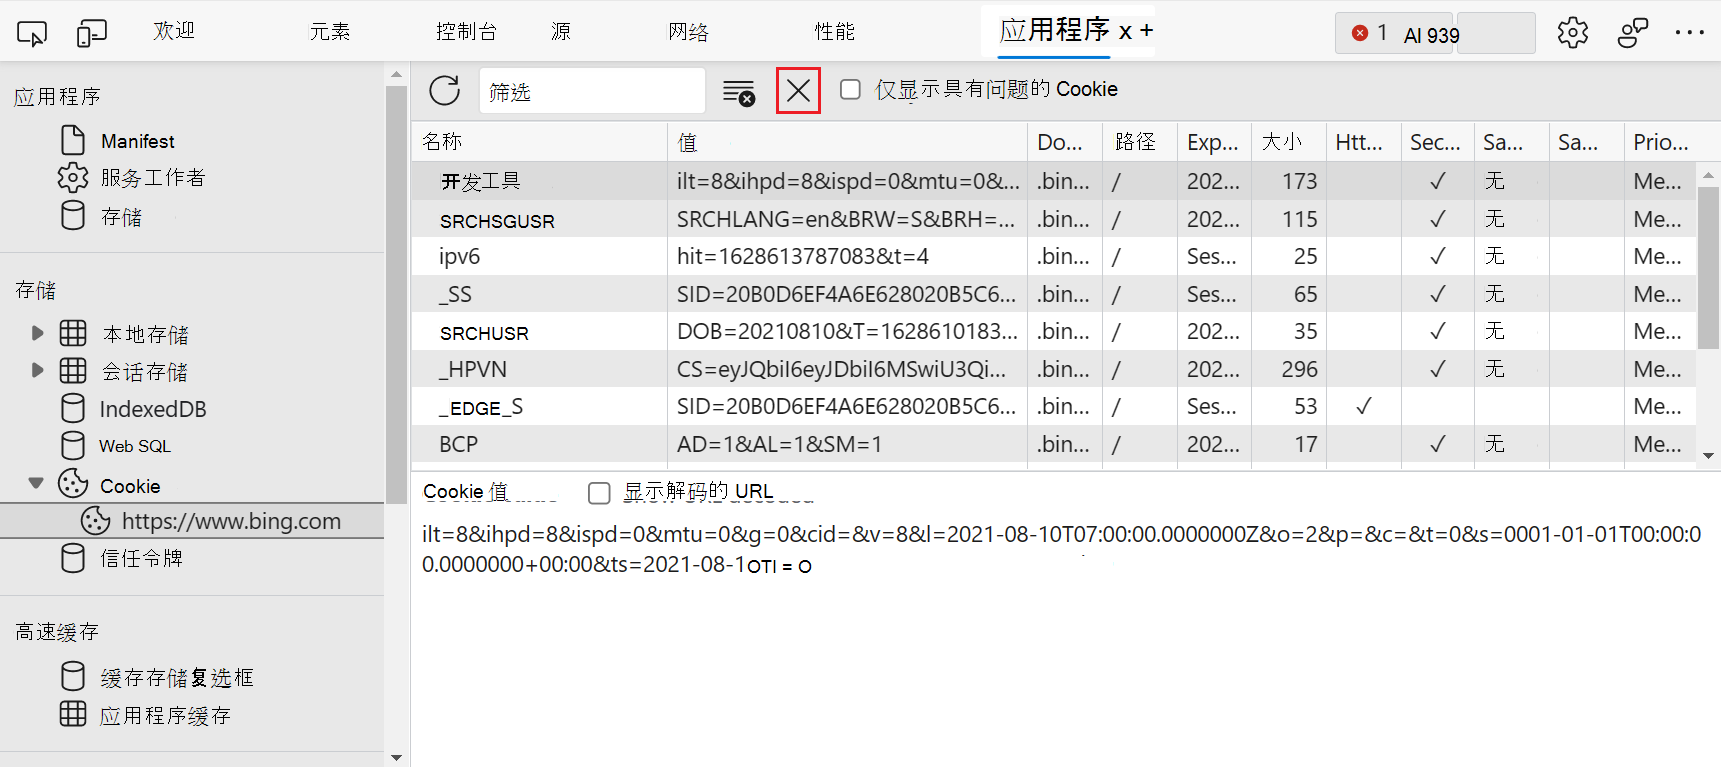 欢迎 元素 控制台 源 网络 性能 应用程序 x + 1 AI 939 ...
应用程序
Manifest
服务工作者
存储
存储
本地存储
会话存储
IndexedDB
Web SQL
Cookie
https://www.bing.com
信任令牌
高速缓存
缓存存储复选框
应用程序缓存
筛选 仅显示具有问题的 Cookie
名称 值 Do... 路径 Exp... 大小 Htt... Sec... Sa... Sa... Prio...
开发工具 ilt=8&ihpd=8&ispd=0&mtu=0&... .bin... / 202... 173 ✓ 无 Me...
SRCHSGUSR SRCHLANG=en&BRW=S&BRH=... .bin... / 202... 115 ✓ 无 Me...
ipv6 hit=1628613787083&t=4 .bin... / Ses... 25 ✓ 无 Me...
_SS SID=20B0D6EF4A6E628020B5C6... .bin... / Ses... 65 ✓ 无 Me...
SRCHUSR DOB=20210810&T=1628610183... .bin... / 202... 35 ✓ 无 Me...
_HPVN CS=eyJQbiI6eyJDbiI6MSwiU3Qi... .bin... / 202... 296 ✓ 无 Me...
_EDGE_S SID=20B0D6EF4A6E628020B5C6... .bin... / Ses... 53 ✓ Me...
BCP AD=1&AL=1&SM=1 .bin... / 202... 17 ✓ 无 Me...
Cookie 值 显示解码的 URL
ilt=8&ihpd=8&ispd=0&mtu=0&g=0&cid=&v=8&l=2021-08-10T07:00:00.0000000Z&o=2&p=&c=&t=0&s=0001-01-01T00:00:0
0.0000000+00:00&ts=2021-08-1OTI = O